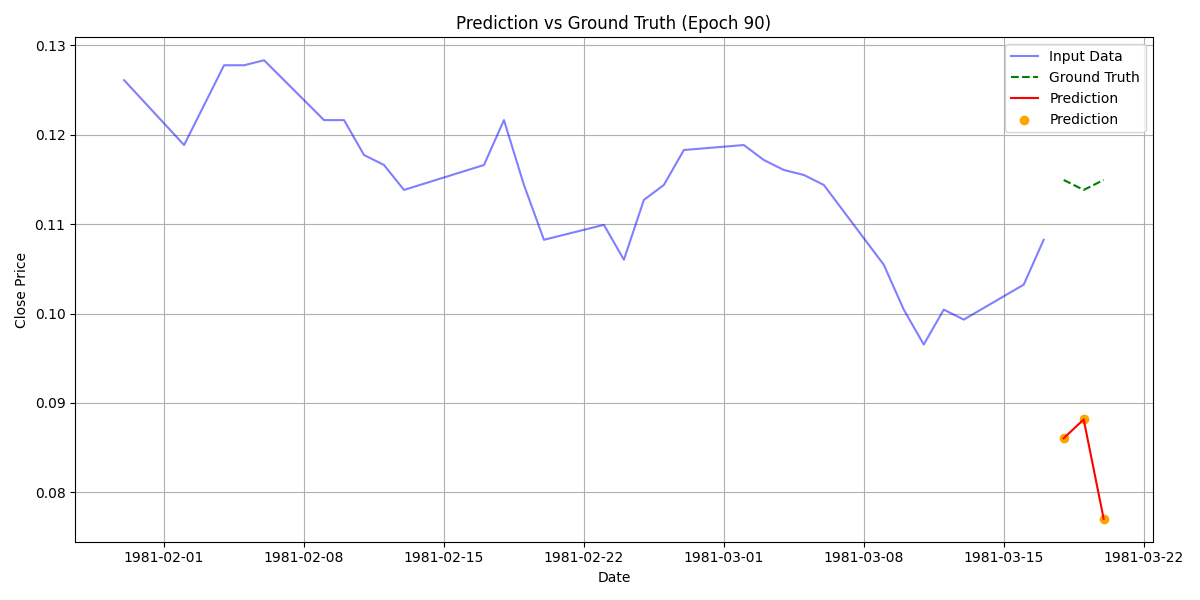 Prediction vs Ground Truth (Epoch 90)
Input Data
Ground Truth
Prediction
Prediction
0.13
0.12
0.11
0.10
0.09
0.08
Close Price
1981-02-01
1981-02-08
1981-02-15
1981-02-22
1981-03-01
1981-03-08
1981-03-15
1981-03-22
Date